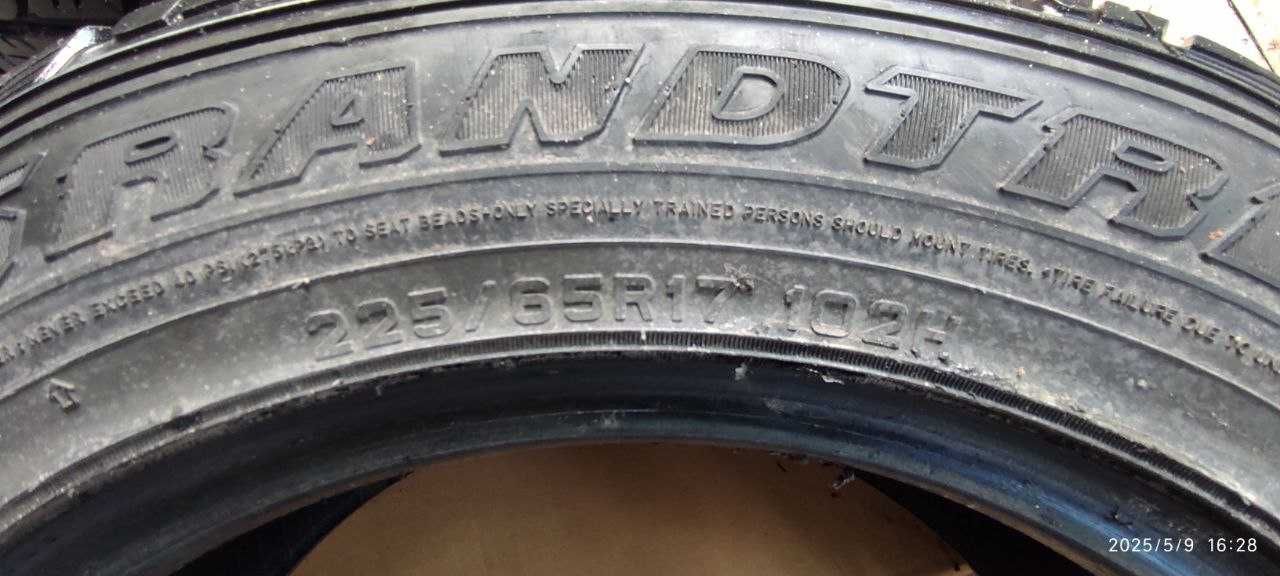 GRANDTR
NEVER EXCEED 40 PSI (275kPa) TO SEAT BEADS•ONLY SPECIALLY TRAINED PERSONS SHOULD MOUNT TIRES. •TIRE FAILURE DUE TO
225/65R17 102H
2025/5/9 16:28